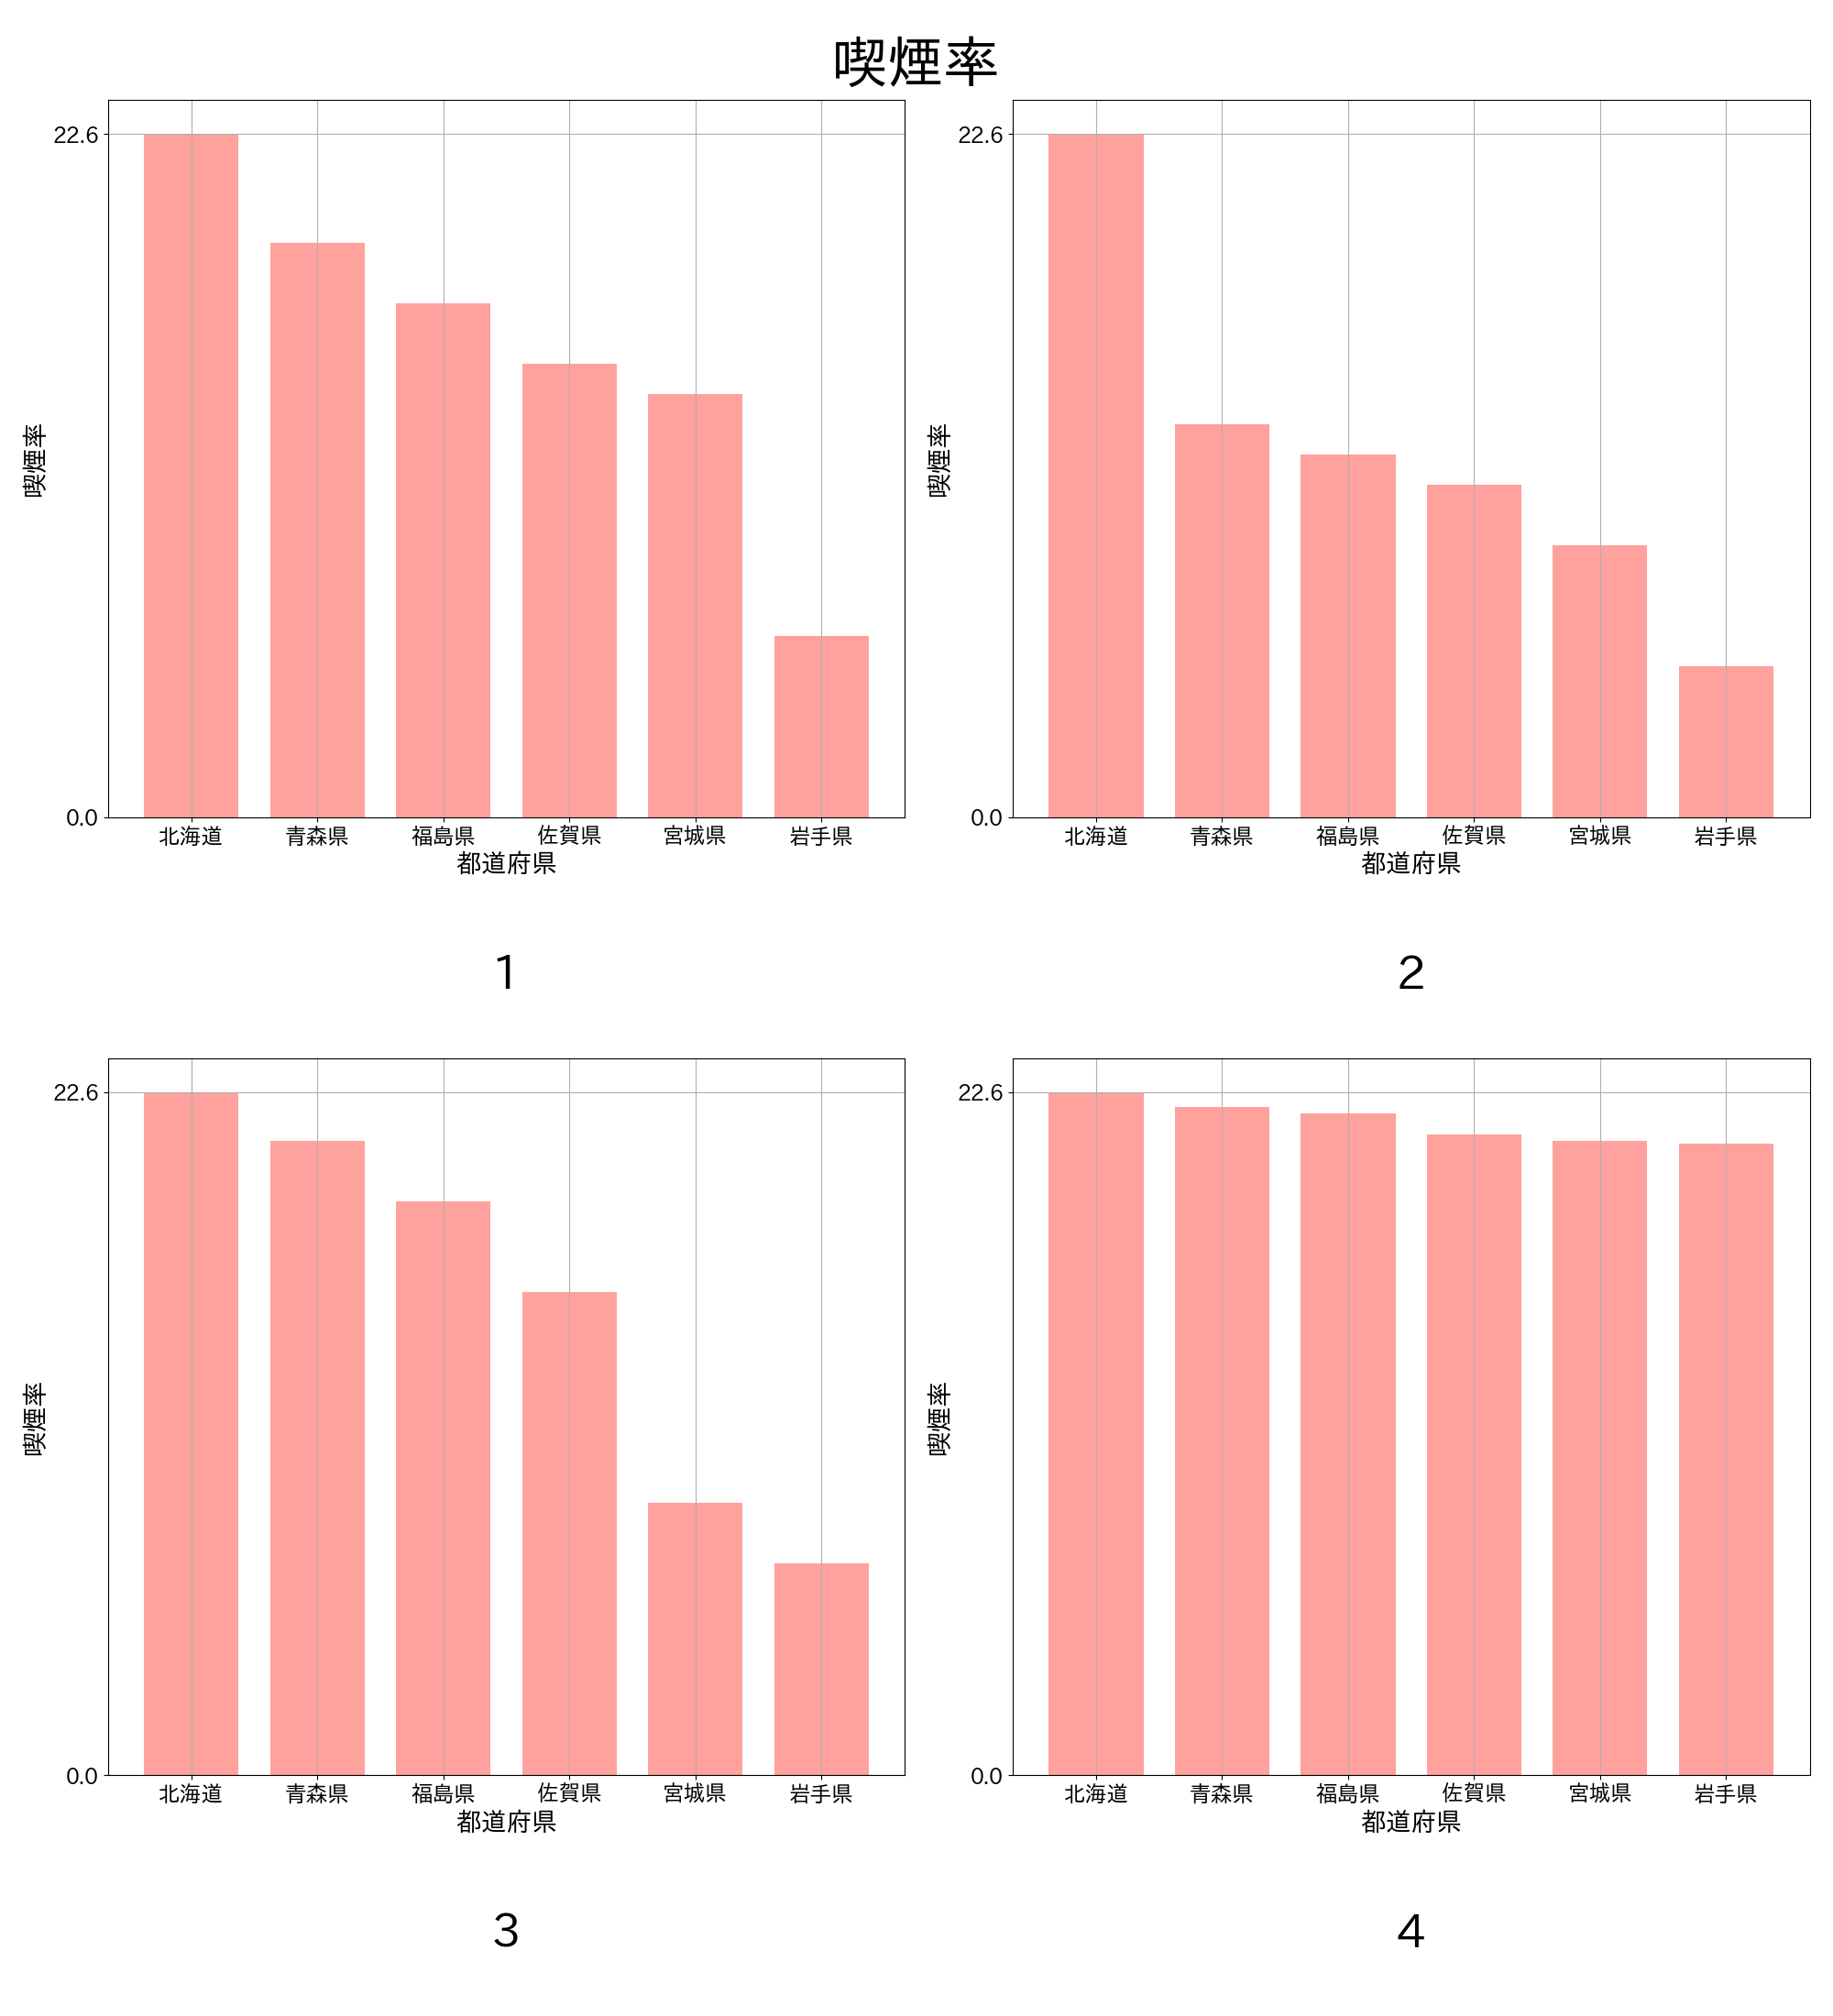 喫煙率
22.6
喫煙率
0.0
北海道 青森県 福島県 佐賀県 宮城県 岩手県
都道府県
1
22.6
喫煙率
0.0
北海道 青森県 福島県 佐賀県 宮城県 岩手県
都道府県
2
22.6
喫煙率
0.0
北海道 青森県 福島県 佐賀県 宮城県 岩手県
都道府県
3
22.6
喫煙率
0.0
北海道 青森県 福島県 佐賀県 宮城県 岩手県
都道府県
4